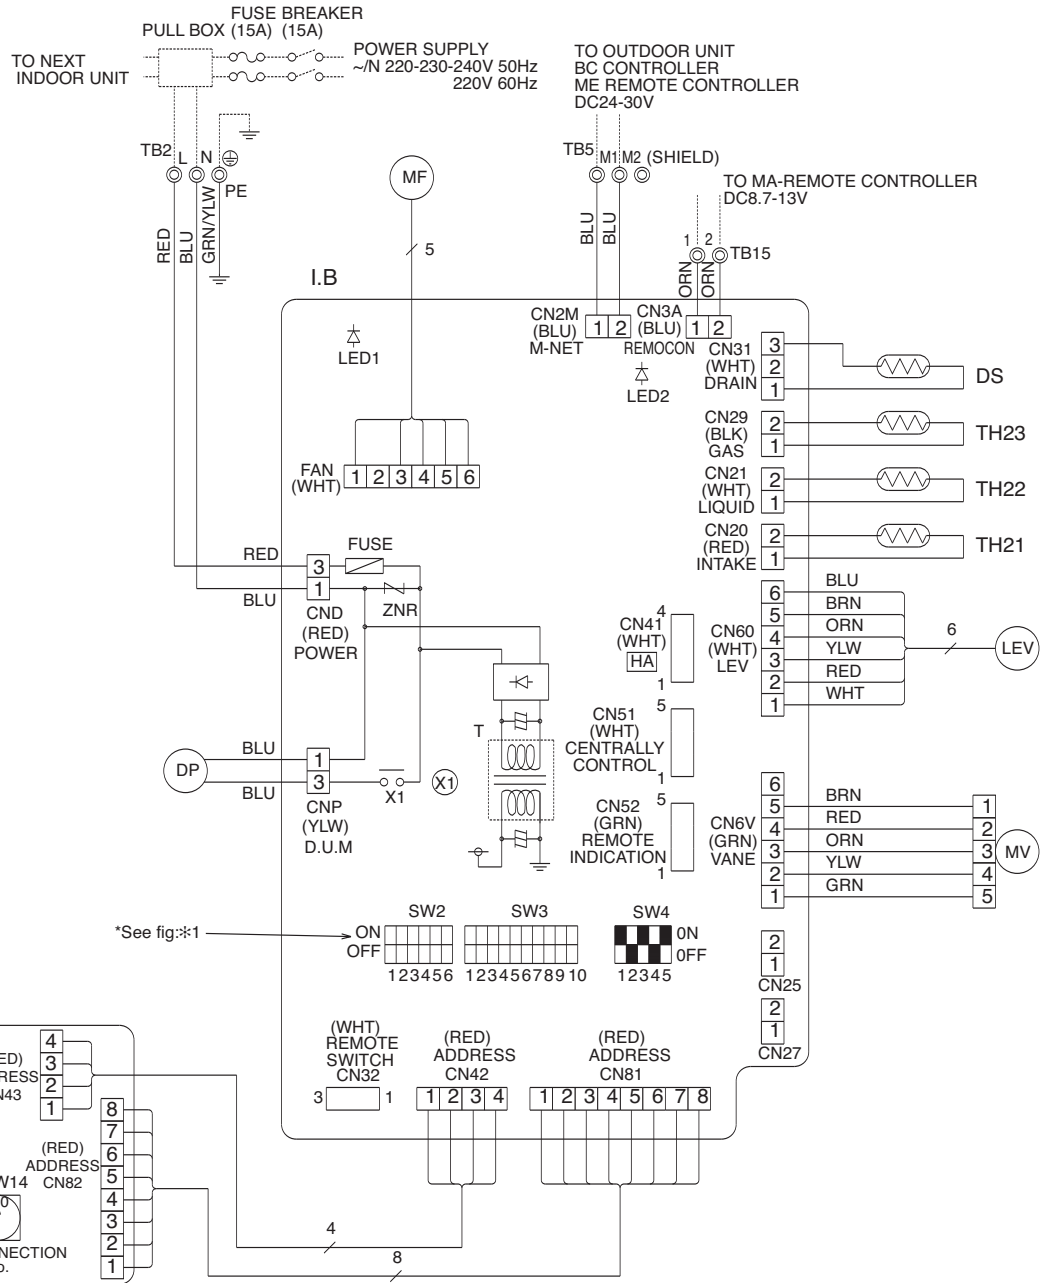 FUSE BREAKER
PULL BOX (15A) (15A)
TO NEXT
INDOOR UNIT
POWER SUPPLY
~/N 220-230-240V 50Hz
220V 60Hz
TO OUTDOOR UNIT
BC CONTROLLER
ME REMOTE CONTROLLER
DC24-30V
TB2 L N
PE
RED
BLU
GRN/YLW
MF
5
TB5 M1 M2 (SHIELD)
BLU
BLU
TO MA-REMOTE CONTROLLER
DC8.7-13V
1 2
TB15
ORN
ORN
I.B
LED1
CN2M
(BLU)
M-NET
1 2
CN3A
(BLU)
REMOCON
1 2
LED2
CN31
(WHT)
DRAIN
3
2
1
DS
CN29
(BLK)
GAS
2
1
TH23
CN21
(WHT)
LIQUID
2
1
TH22
CN20
(RED)
INTAKE
2
1
TH21
FAN
(WHT)
1 2 3 4 5 6
RED
BLU
3
1
FUSE
ZNR
CND
(RED)
POWER
CN41
(WHT)
HA
4
1
CN60
(WHT)
LEV
6
5
4
3
2
1
BLU
BRN
ORN
YLW
RED
WHT
6
LEV
T
CN51
(WHT)
CENTRALLY
CONTROL
5
1
DP
BLU
BLU
1
3
X1
X1
CNP
(YLW)
D.U.M
CN52
(GRN)
REMOTE
INDICATION
5
1
CN6V
(GRN)
VANE
6
5
4
3
2
1
BRN
RED
ORN
YLW
GRN
1
2
3
4
5
MV
*See fig:※1
SW2
ON
OFF
123456
SW3
12345678910
SW4
0N
0FF
12345
2
1
CN25
2
1
CN27
(WHT)
REMOTE
SWITCH
CN32
3 1
(RED)
ADDRESS
CN42
1 2 3 4
(RED)
ADDRESS
CN81
1 2 3 4 5 6 7 8
ED)
RESS
N43
4
3
2
1
(RED)
ADDRESS
CN82
8
7
6
5
4
3
2
1
W14
0
NECTION
o.
4
8